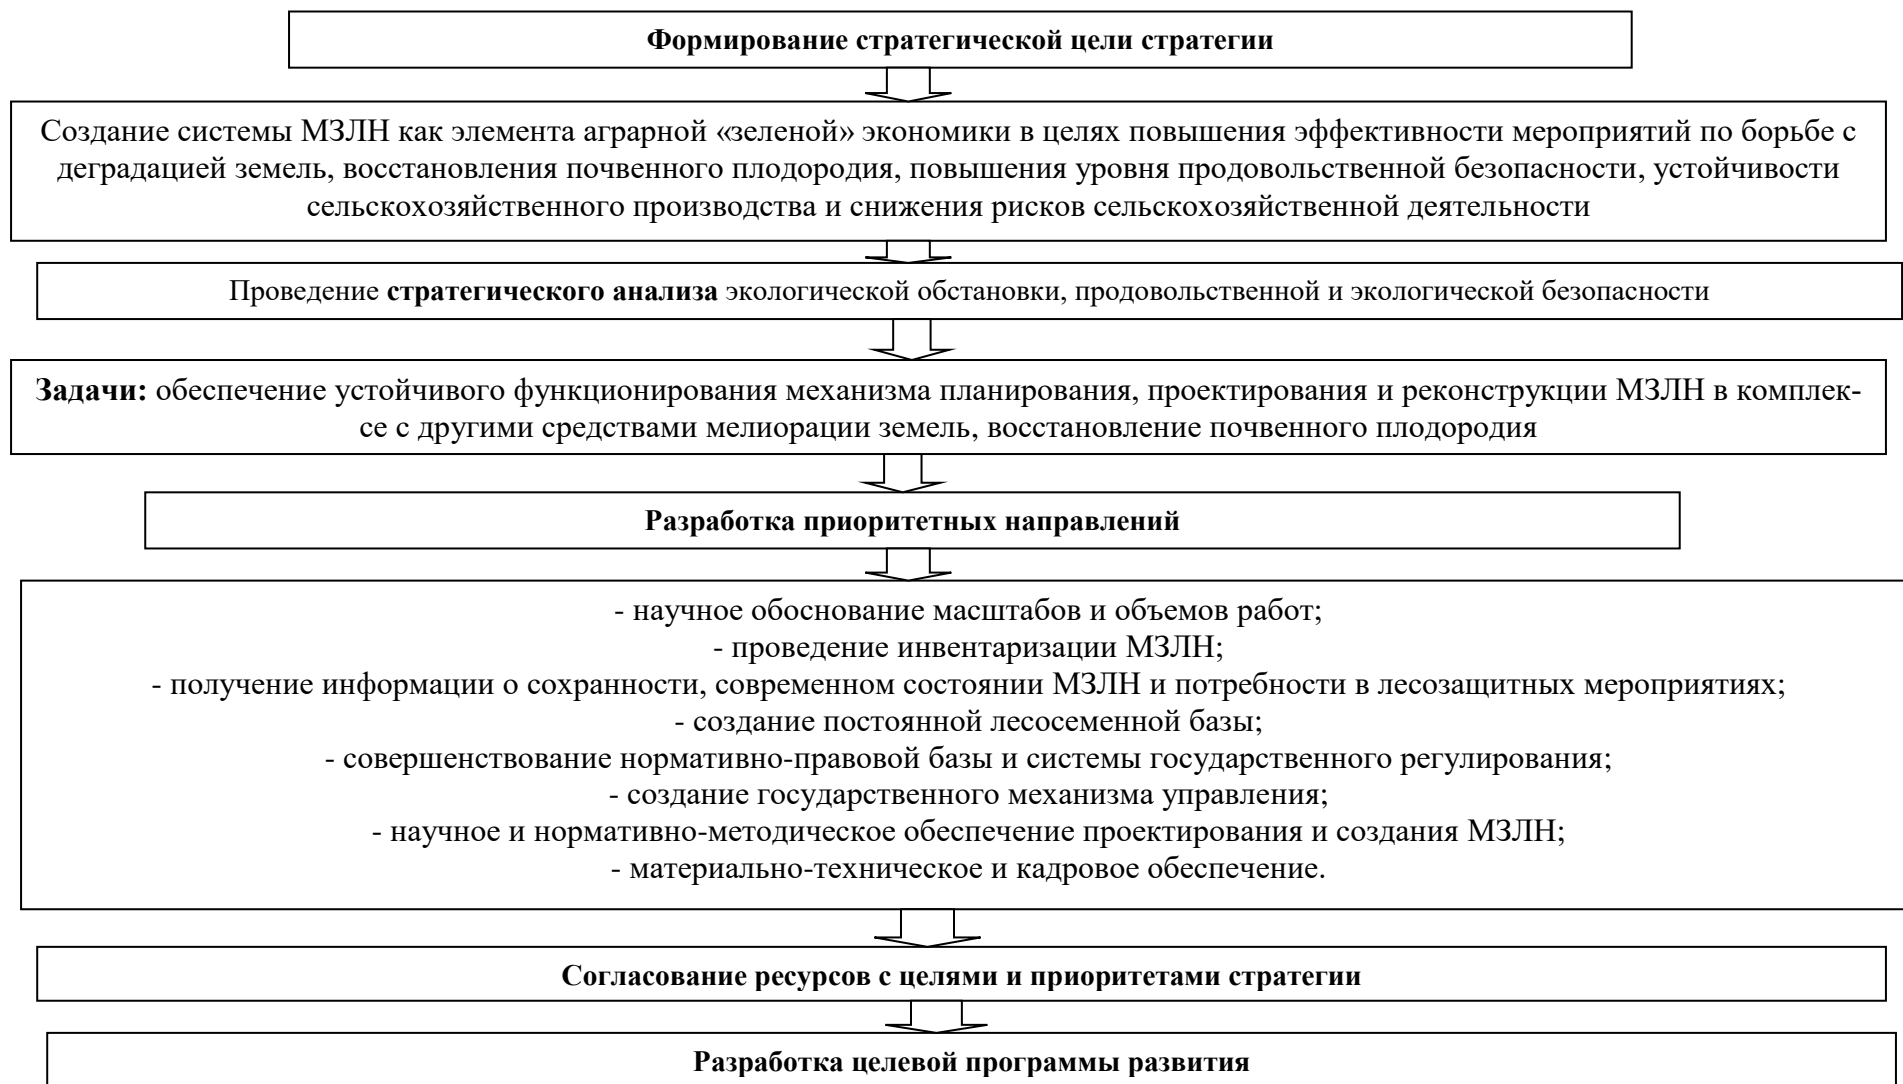 Формирование стратегической цели стратегии
Создание системы МЗЛН как элемента аграрной «зеленой» экономики в целях повышения эффективности мероприятий по борьбе с
деградацией земель, восстановления почвенного плодородия, повышения уровня продовольственной безопасности, устойчивости
сельскохозяйственного производства и снижения рисков сельскохозяйственной деятельности
Проведение стратегического анализа экологической обстановки, продовольственной и экологической безопасности
Задачи: обеспечение устойчивого функционирования механизма планирования, проектирования и реконструкции МЗЛН в комплек-
се с другими средствами мелиорации земель, восстановление почвенного плодородия
Разработка приоритетных направлений
- научное обоснование масштабов и объемов работ;
- проведение инвентаризации МЗЛН;
- получение информации о сохранности, современном состоянии МЗЛН и потребности в лесозащитных мероприятиях;
- создание постоянной лесосеменной базы;
- совершенствование нормативно-правовой базы и системы государственного регулирования;
- создание государственного механизма управления;
- научное и нормативно-методическое обеспечение проектирования и создания МЗЛН;
- материально-техническое и кадровое обеспечение.
Согласование ресурсов с целями и приоритетами стратегии
Разработка целевой программы развития